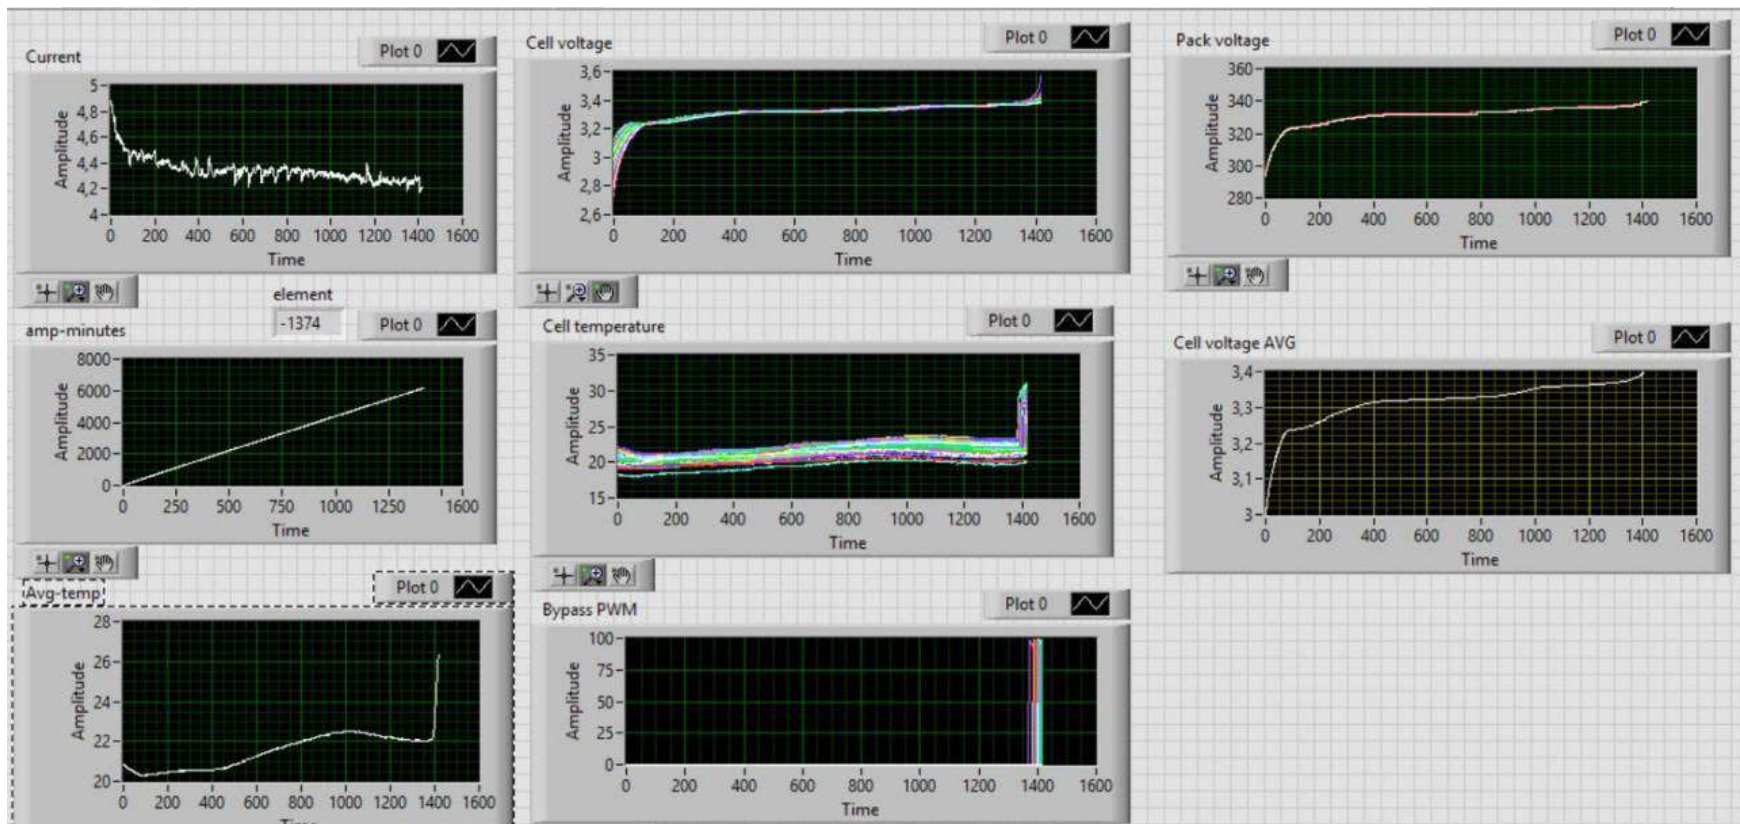 Current
Plot 0
5
4,8
4,6
4,4
4,2
4
Amplitude
0 200 400 600 800 1000 1200 1400 1600
Time
Cell voltage
Plot 0
3,6
3,4
3,2
3
2,8
2,6
Amplitude
0 200 400 600 800 1000 1200 1400 1600
Time
Pack voltage
Plot 0
360
340
320
300
280
Amplitude
0 200 400 600 800 1000 1200 1400 1600
Time
element
-1374
amp-minutes
Plot 0
8000
6000
4000
2000
0
Amplitude
0 250 500 750 1000 1250 1600
Time
Cell temperature
Plot 0
35
30
25
20
15
Amplitude
0 200 400 600 800 1000 1200 1400 1600
Time
Cell voltage AVG
Plot 0
3,4
3,3
3,2
3,1
3
Amplitude
0 200 400 600 800 1000 1200 1400 1600
Time
Avg-temp
Plot 0
28
26
24
22
20
Amplitude
0 200 400 600 800 1000 1200 1400 1600
Time
Bypass PWM
Plot 0
100
75
50
25
0
Amplitude
0 200 400 600 800 1000 1200 1400 1600
Time